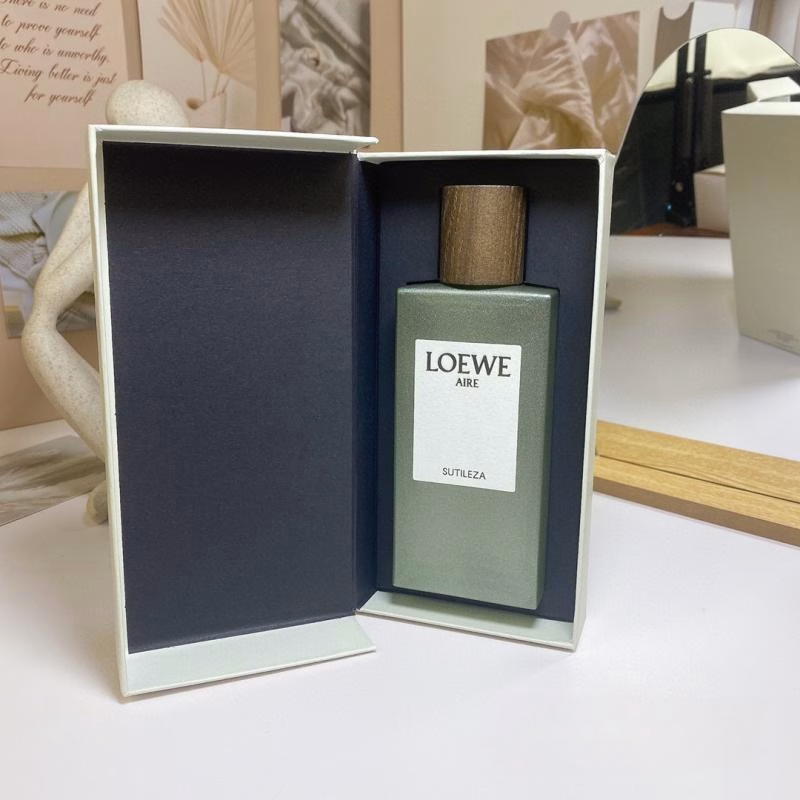 There is no need
to prove yourself
to who is unworthy.
Living better is just
for yourself
LOEWE
AIRE
SUTILEZA